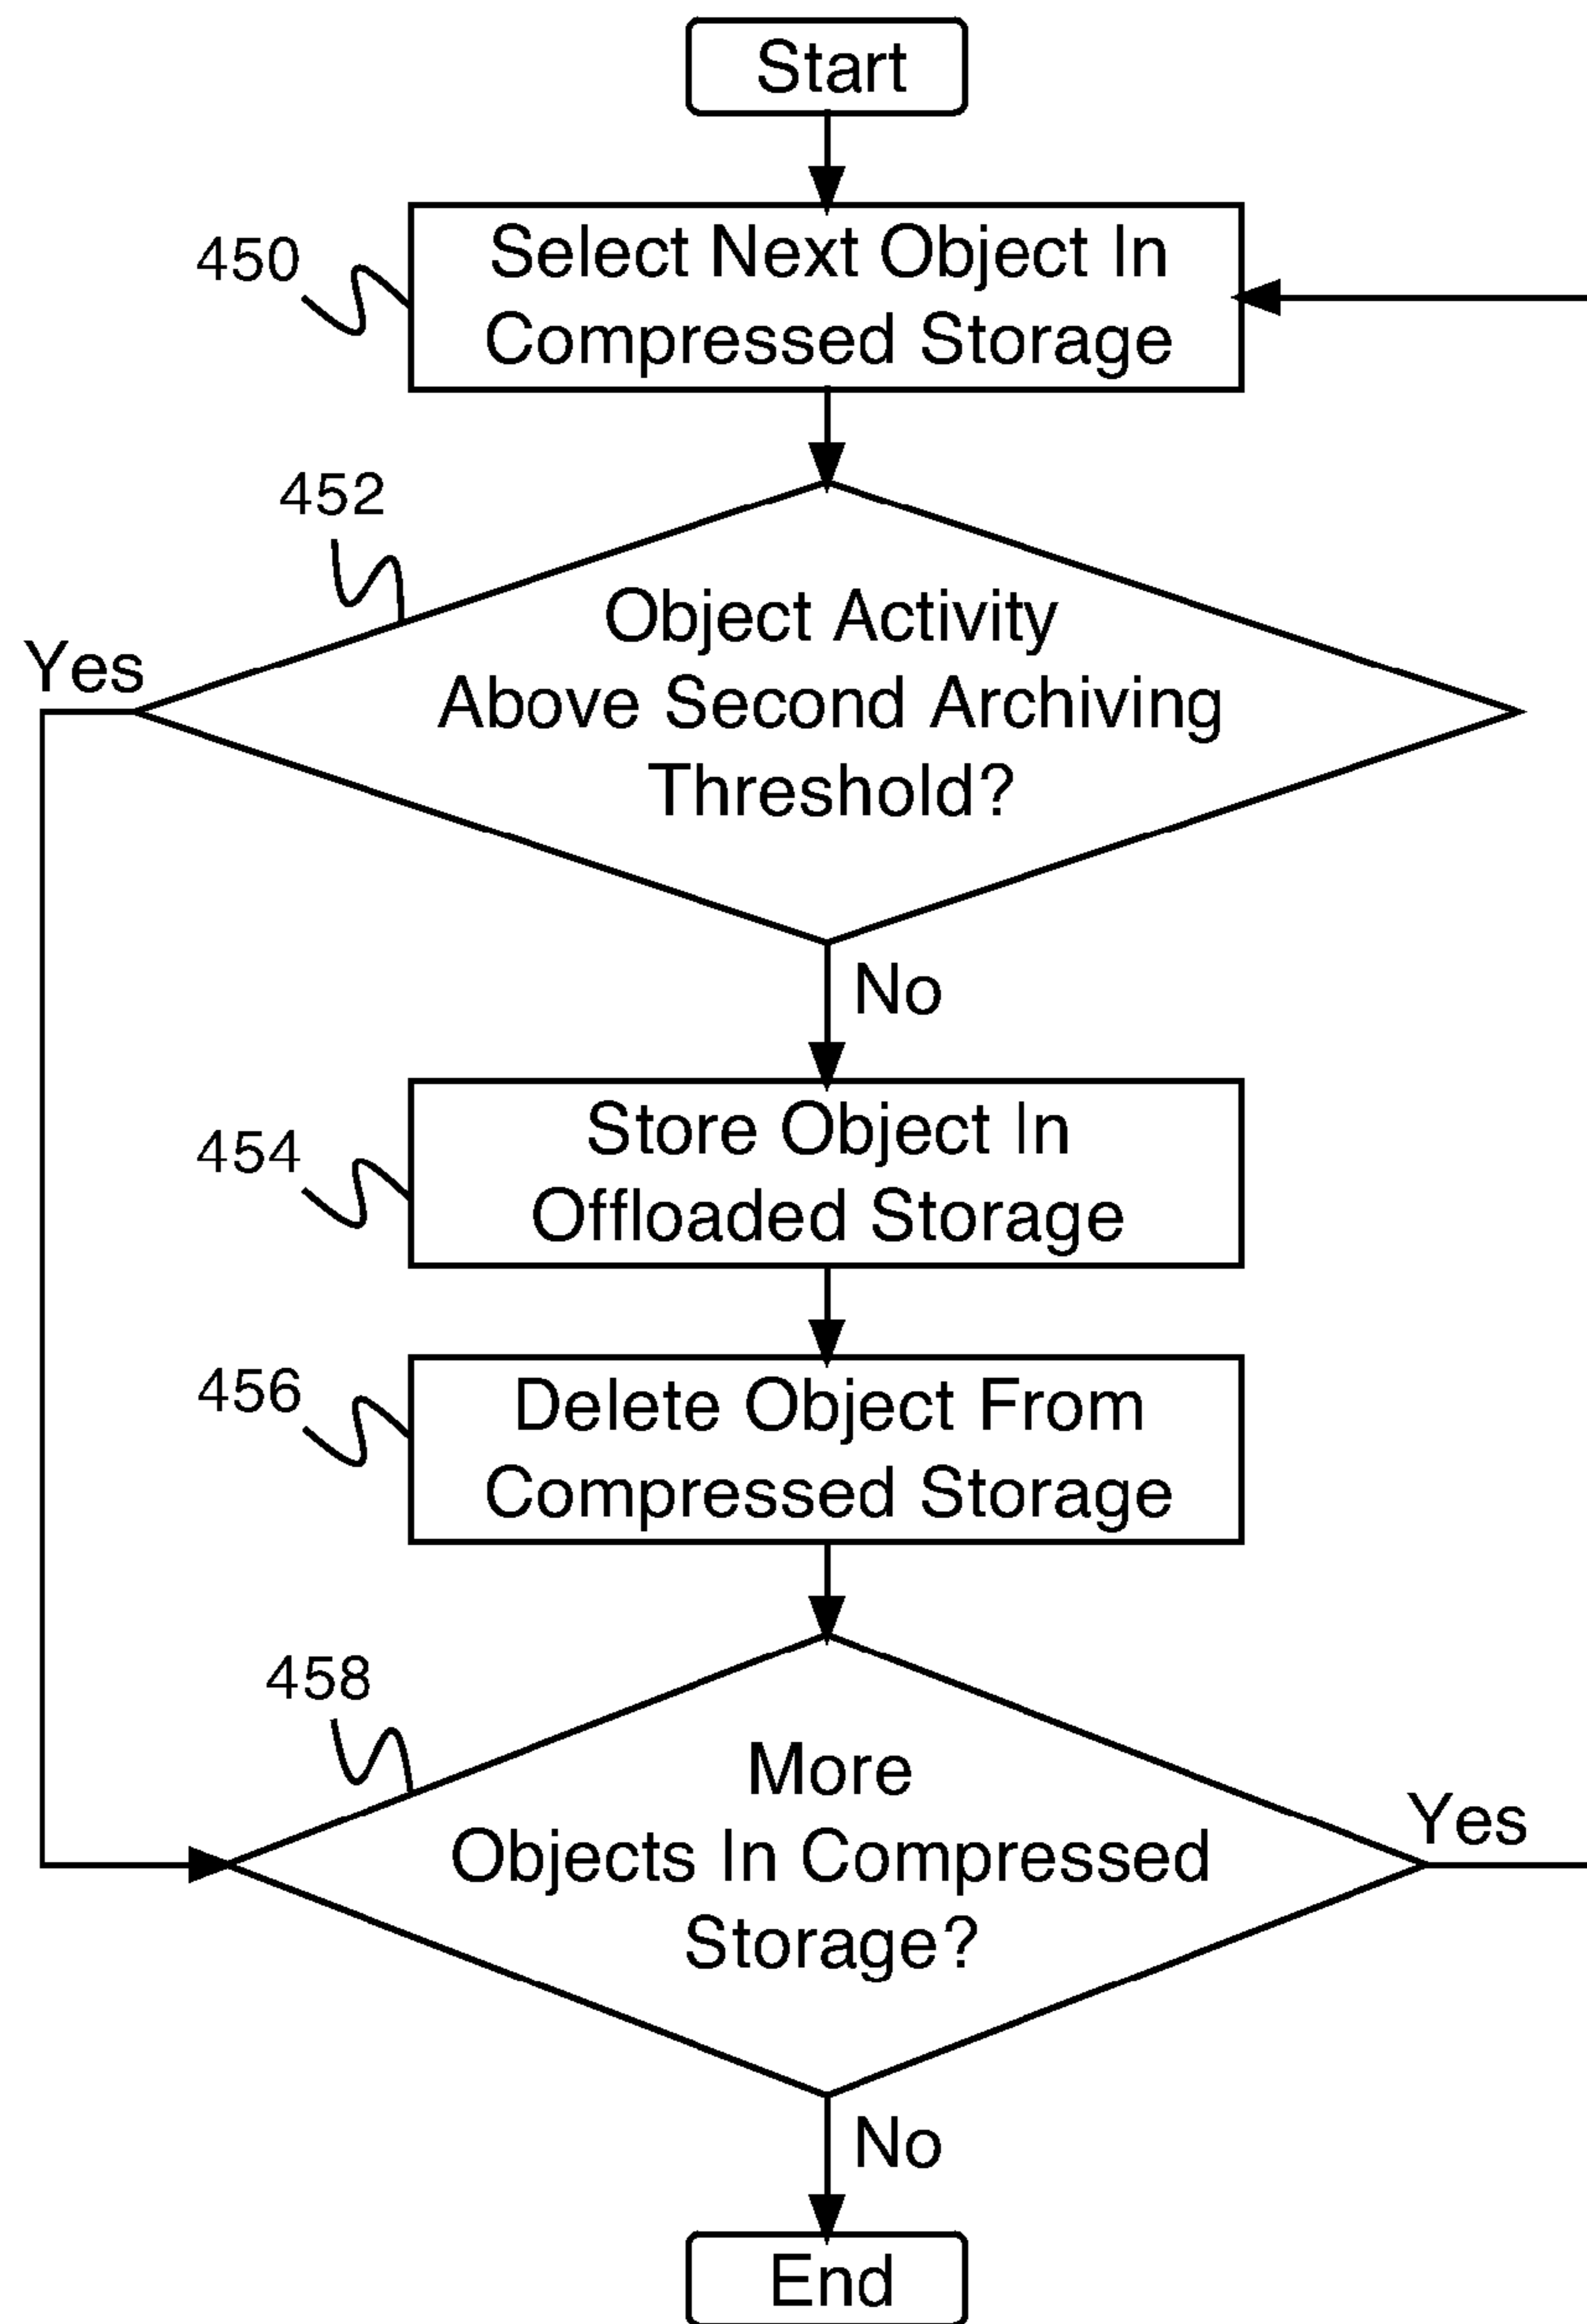 Start
450
Select Next Object In
Compressed Storage
452
Object Activity
Above Second Archiving
Threshold?
Yes
No
454
Store Object In
Offloaded Storage
456
Delete Object From
Compressed Storage
458
More
Objects In Compressed
Storage?
Yes
No
End